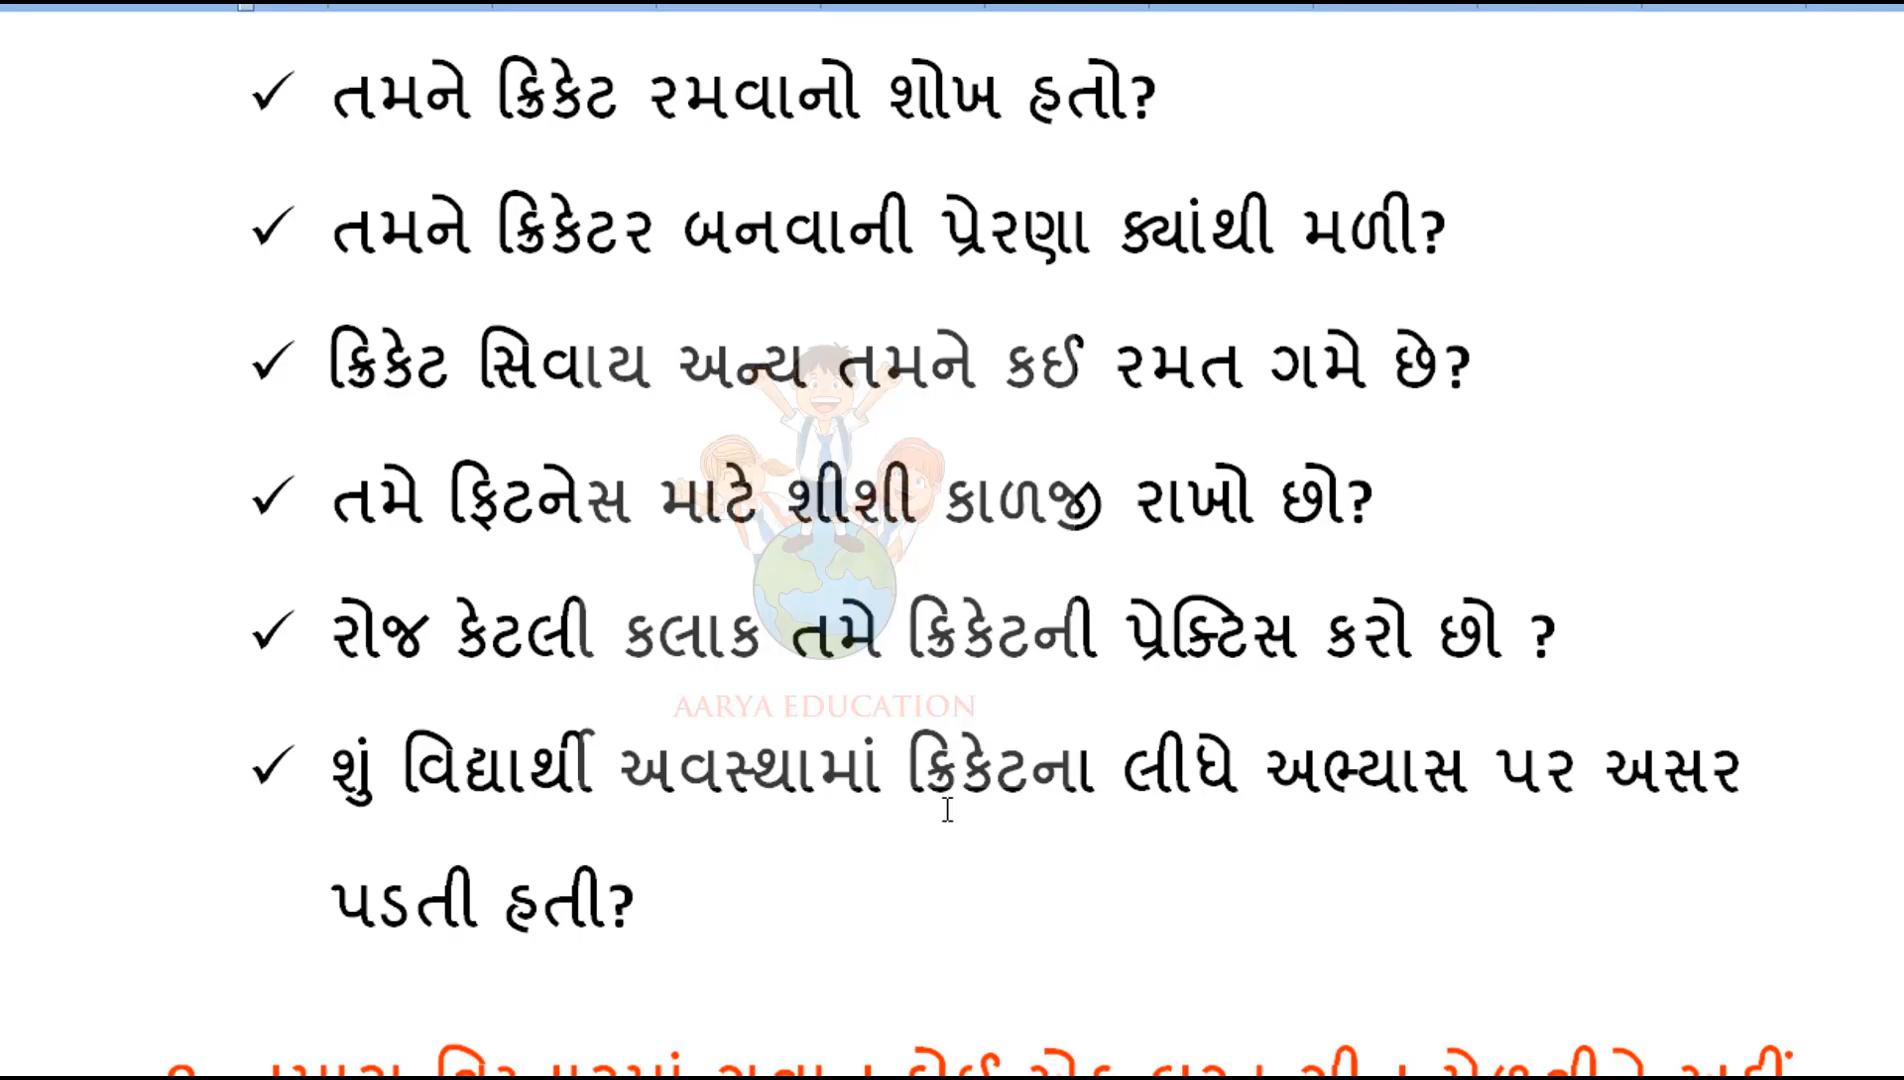 ✓ તમને ક્રિકેટ રમવાનો શોખ હતો?
✓ તમને ક્રિકેટર બનવાની પ્રેરણા ક્યાંથી મળી?
✓ ક્રિકેટ સિવાય અન્ય તમને કઈ રમત ગમે છે?
✓ તમે ફિટનેસ માટે શીશી કાળજી રાખો છો?
✓ રોજ કેટલી કલાક તમે ક્રિકેટની પ્રેક્ટિસ કરો છો ?
AARYA EDUCATION
✓ શું વિદ્યાર્થી અવસ્થામાં ક્રિકેટના લીધે અભ્યાસ પર અસર
પડતી હતી?